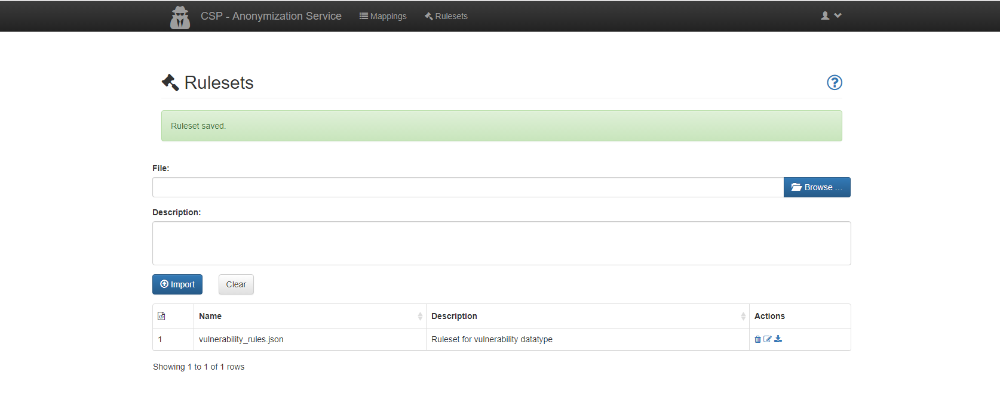 CSP - Anonymization Service Mappings Rulesets
Rulesets
Ruleset saved.
File:
Browse ...
Description:
Import Clear
Name Description Actions
1 vulnerability_rules.json Ruleset for vulnerability datatype
Showing 1 to 1 of 1 rows